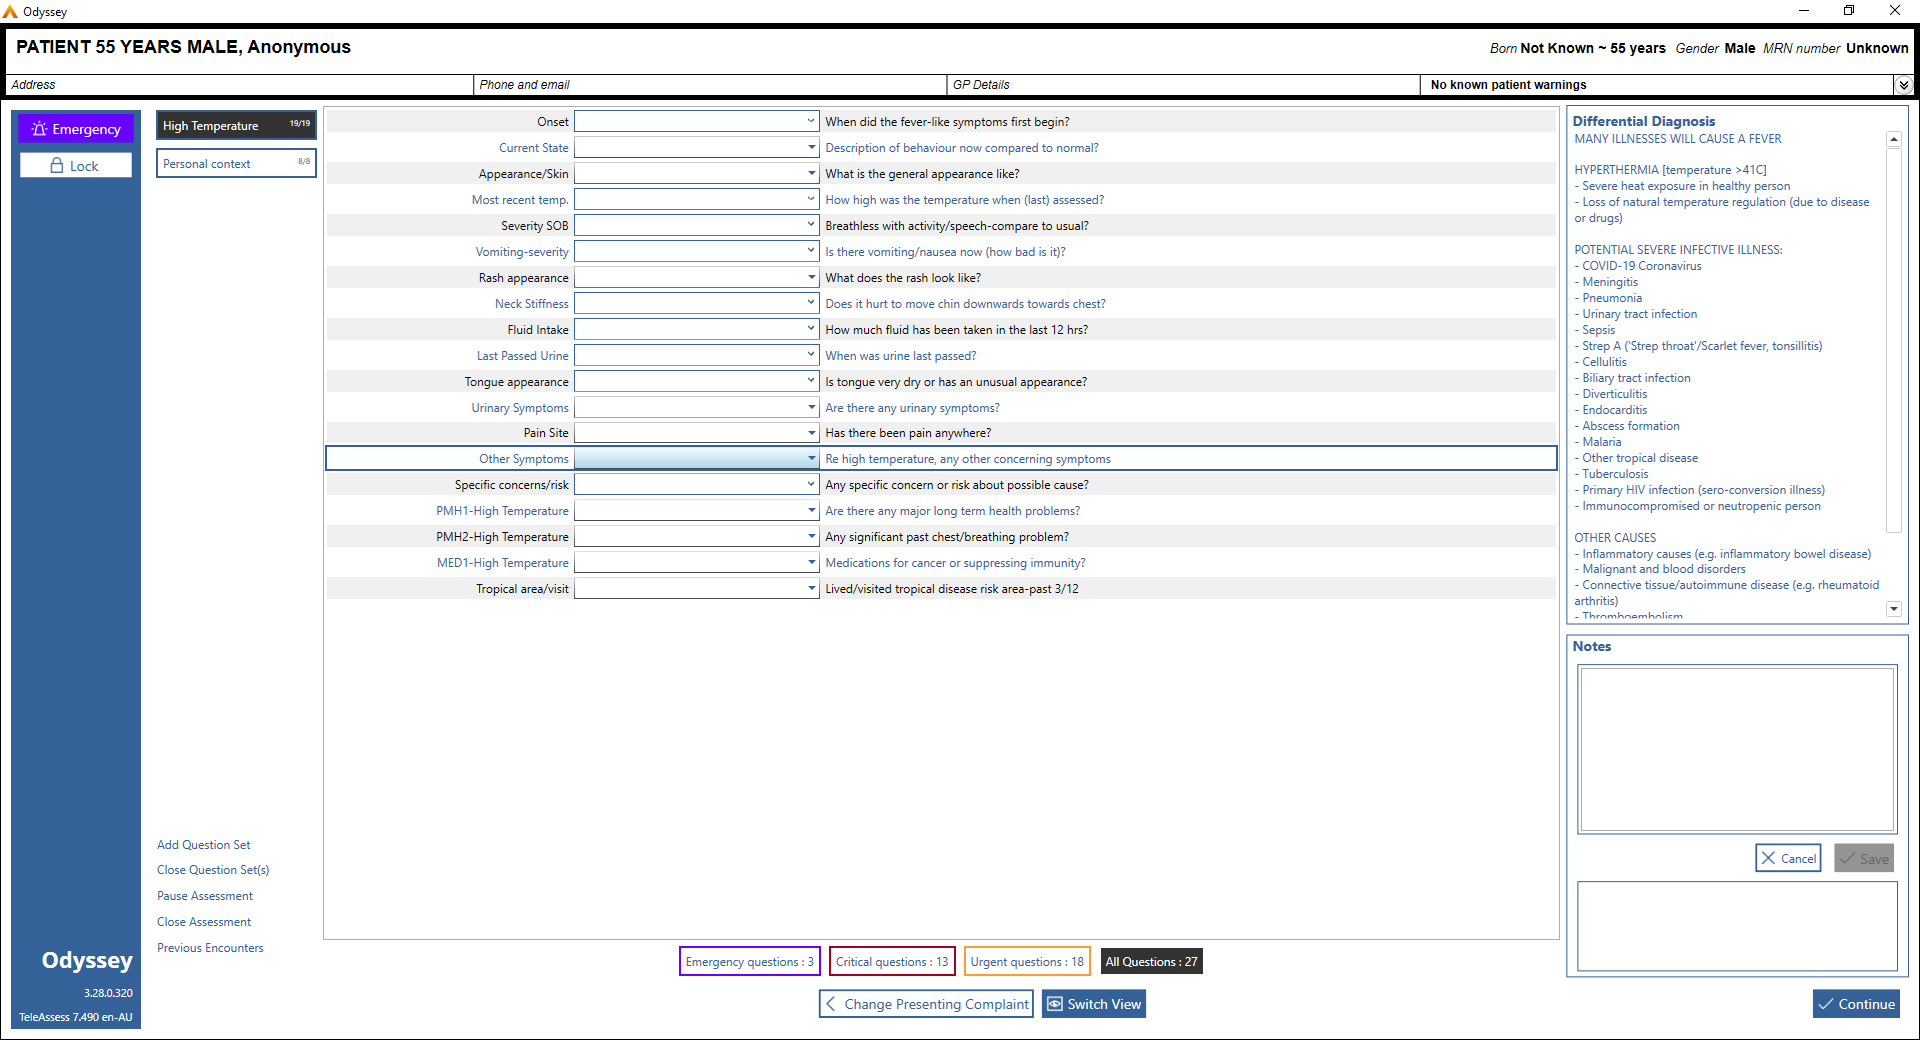 Odyssey
PATIENT 55 YEARS MALE, Anonymous
Born Not Known ~ 55 years Gender Male MRN number Unknown
Address
Phone and email
GP Details
No known patient warnings
Emergency
Lock
High Temperature 19/19
Personal context 8/8
Onset When did the fever-like symptoms first begin?
Current State Description of behaviour now compared to normal?
Appearance/Skin What is the general appearance like?
Most recent temp. How high was the temperature when (last) assessed?
Severity SOB Breathless with activity/speech-compare to usual?
Vomiting-severity Is there vomiting/nausea now (how bad is it)?
Rash appearance What does the rash look like?
Neck Stiffness Does it hurt to move chin downwards towards chest?
Fluid Intake How much fluid has been taken in the last 12 hrs?
Last Passed Urine When was urine last passed?
Tongue appearance Is tongue very dry or has an unusual appearance?
Urinary Symptoms Are there any urinary symptoms?
Pain Site Has there been pain anywhere?
Other Symptoms Re high temperature, any other concerning symptoms
Specific concerns/risk Any specific concern or risk about possible cause?
PMH1-High Temperature Are there any major long term health problems?
PMH2-High Temperature Any significant past chest/breathing problem?
MED1-High Temperature Medications for cancer or suppressing immunity?
Tropical area/visit Lived/visited tropical disease risk area-past 3/12
Differential Diagnosis
MANY ILLNESSES WILL CAUSE A FEVER
HYPERTHERMIA [temperature >41C]
- Severe heat exposure in healthy person
- Loss of natural temperature regulation (due to disease
or drugs)
POTENTIAL SEVERE INFECTIVE ILLNESS:
- COVID-19 Coronavirus
- Meningitis
- Pneumonia
- Urinary tract infection
- Sepsis
- Strep A ('Strep throat'/Scarlet fever, tonsillitis)
- Cellulitis
- Biliary tract infection
- Diverticulitis
- Endocarditis
- Abscess formation
- Malaria
- Other tropical disease
- Tuberculosis
- Primary HIV infection (sero-conversion illness)
- Immunocompromised or neutropenic person
OTHER CAUSES
- Inflammatory causes (e.g. inflammatory bowel disease)
- Malignant and blood disorders
- Connective tissue/autoimmune disease (e.g. rheumatoid
arthritis)
- Thromboembolism
Notes
Cancel
Save
Add Question Set
Close Question Set(s)
Pause Assessment
Close Assessment
Previous Encounters
Odyssey
3.28.0.320
TeleAssess 7.490 en-AU
Emergency questions : 3
Critical questions : 13
Urgent questions : 18
All Questions : 27
Change Presenting Complaint
Switch View
Continue